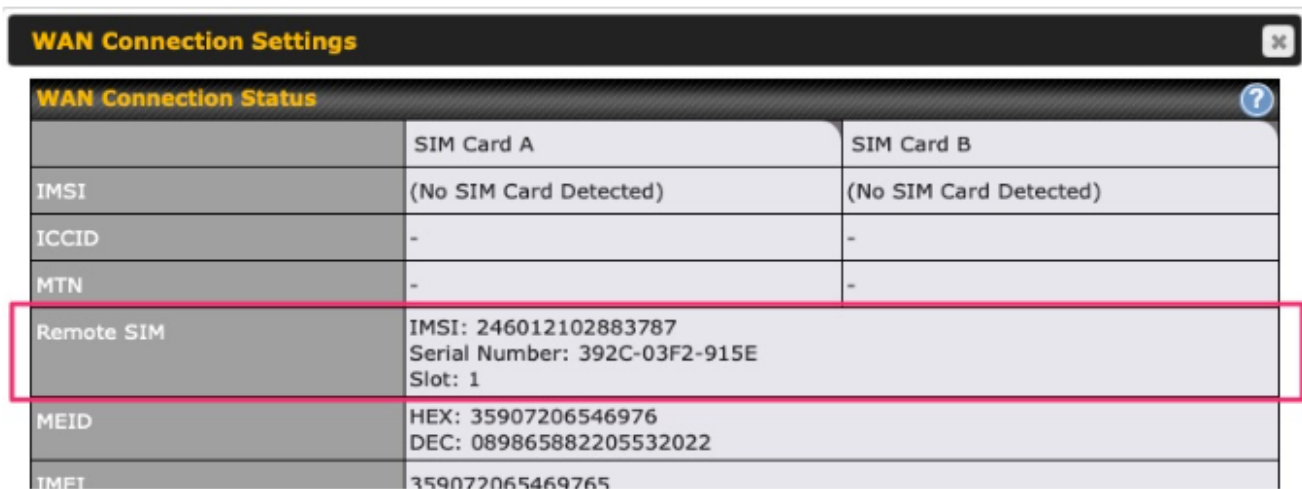 WAN Connection Settings
WAN Connection Status
?
SIM Card A SIM Card B
IMSI (No SIM Card Detected) (No SIM Card Detected)
ICCID - -
MTN - -
Remote SIM IMSI: 246012102883787
Serial Number: 392C-03F2-915E
Slot: 1
MEID HEX: 35907206546976
DEC: 089865882205532022
IMEI 359072065469765